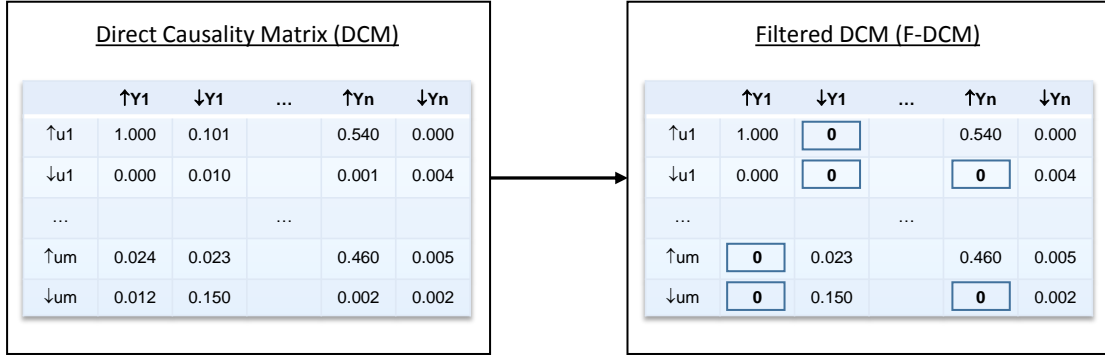 Direct Causality Matrix (DCM)
↑Y1 ↓Y1 ... ↑Yn ↓Yn
↑u1 1.000 0.101 0.540 0.000
↓u1 0.000 0.010 0.001 0.004
... ...
↑um 0.024 0.023 0.460 0.005
↓um 0.012 0.150 0.002 0.002
Filtered DCM (F-DCM)
↑Y1 ↓Y1 ... ↑Yn ↓Yn
↑u1 1.000 0 0.540 0.000
↓u1 0.000 0 0 0.004
... ...
↑um 0 0.023 0.460 0.005
↓um 0 0.150 0 0.002